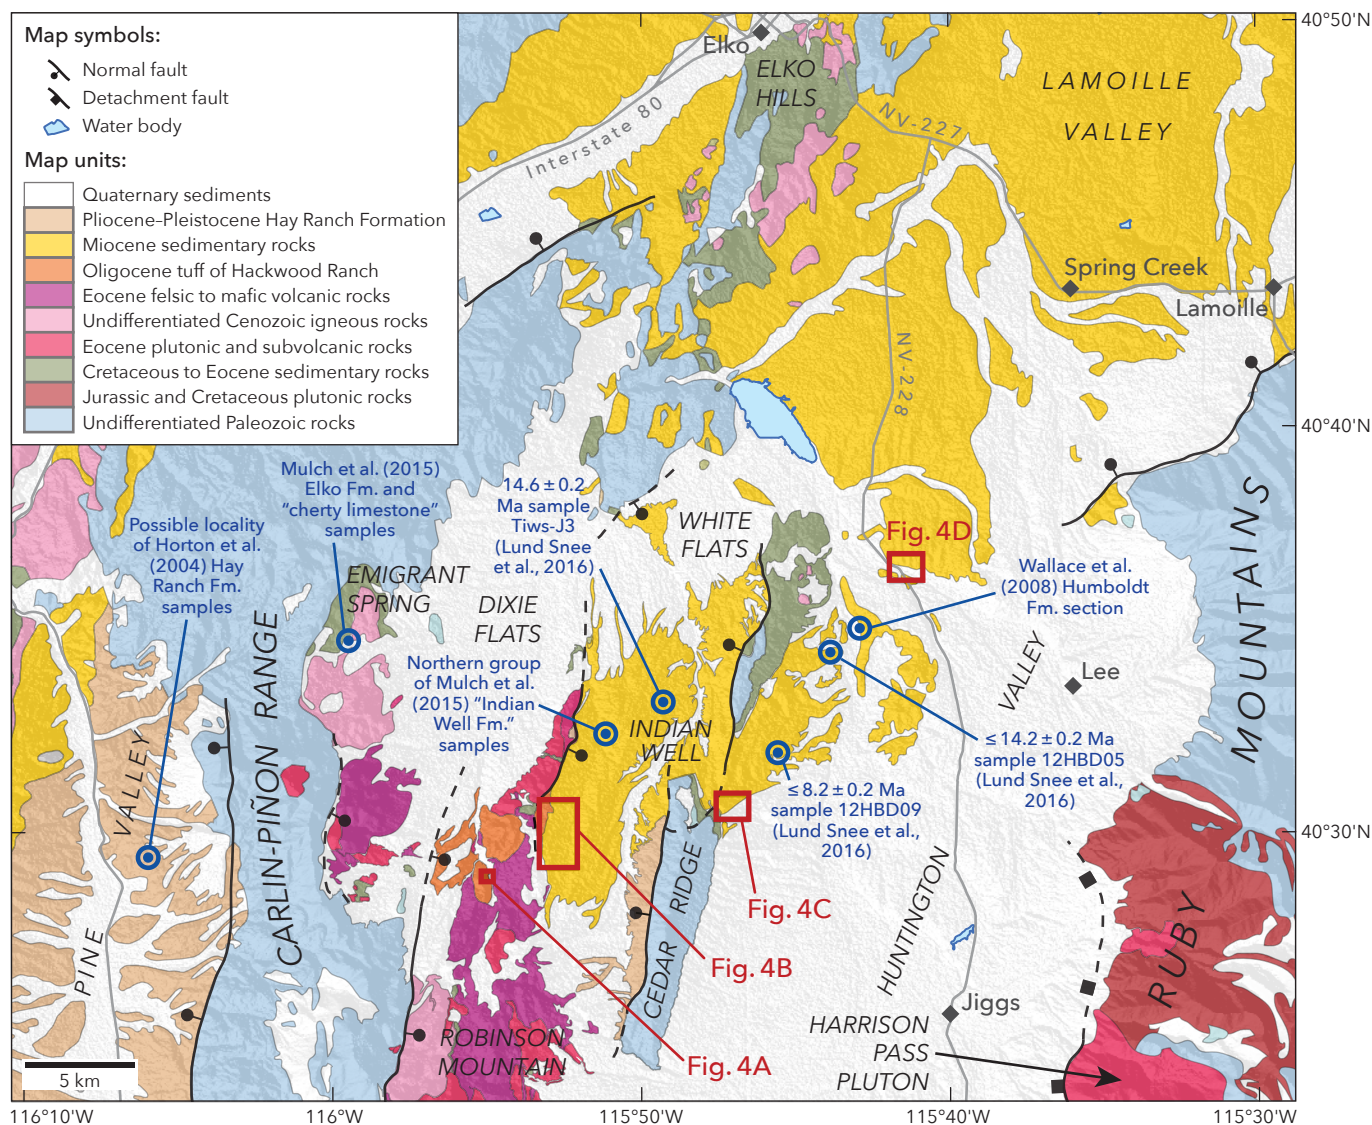 Map symbols:
Normal fault
Detachment fault
Water body
Map units:
Quaternary sediments
Pliocene-Pleistocene Hay Ranch Formation
Miocene sedimentary rocks
Oligocene tuff of Hackwood Ranch
Eocene felsic to mafic volcanic rocks
Undifferentiated Cenozoic igneous rocks
Eocene plutonic and subvolcanic rocks
Cretaceous to Eocene sedimentary rocks
Jurassic and Cretaceous plutonic rocks
Undifferentiated Paleozoic rocks
Elko
ELKO
HILLS
LAMOILLE
VALLEY
Interstate 80
NV-227
NV-228
Spring Creek
Lamoille
40°50'N
40°40'N
40°30'N
Mulch et al. (2015)
Elko Fm. and
“cherty limestone”
samples
Possible locality
of Horton et al.
(2004) Hay
Ranch Fm.
samples
14.6 ± 0.2
Ma sample
Tiws-J3
(Lund Snee
et al., 2016)
WHITE
FLATS
Fig. 4D
Wallace et al.
(2008) Humboldt
Fm. section
EMIGRANT
SPRING
DIXIE
FLATS
Northern group
of Mulch et al.
(2015) “Indian
Well Fm.”
samples
INDIAN
WELL
Lee
≤ 14.2 ± 0.2 Ma
sample 12HBD05
(Lund Snee et al.,
2016)
≤ 8.2 ± 0.2 Ma
sample 12HBD09
(Lund Snee et al.,
2016)
PINE
VALLEY
CARLIN-PIÑON RANGE
CEDAR RIDGE
HUNTINGTON
VALLEY
RUBY
MOUNTAINS
Fig. 4C
Fig. 4B
Fig. 4A
ROBINSON
MOUNTAIN
Jiggs
HARRISON
PASS
PLUTON
5 km
116°10'W
116°W
115°50'W
115°40'W
115°30'W